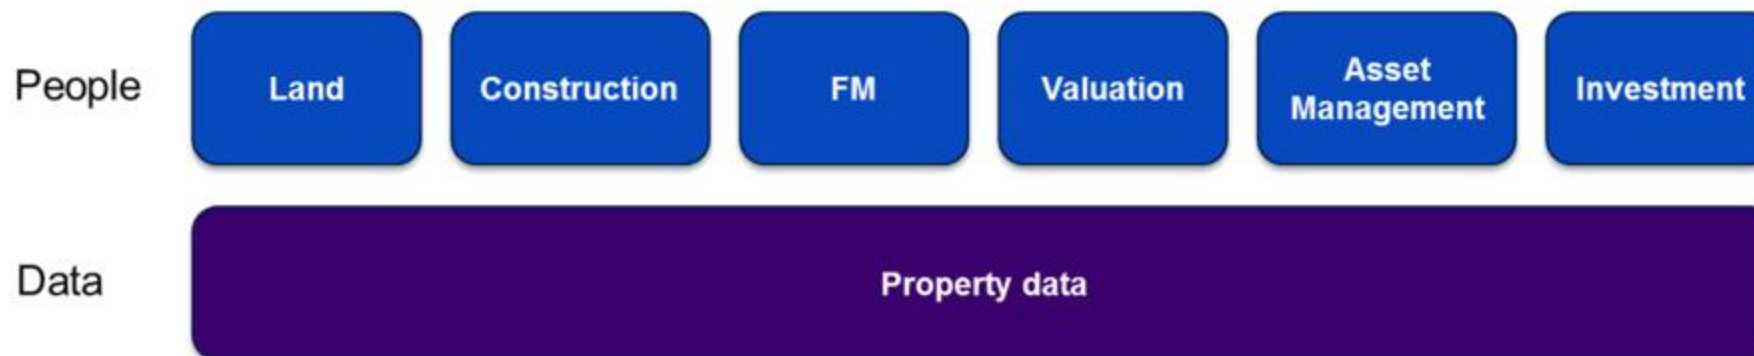 People
Land
Construction
FM
Valuation
Asset
Management
Investment
Data
Property data